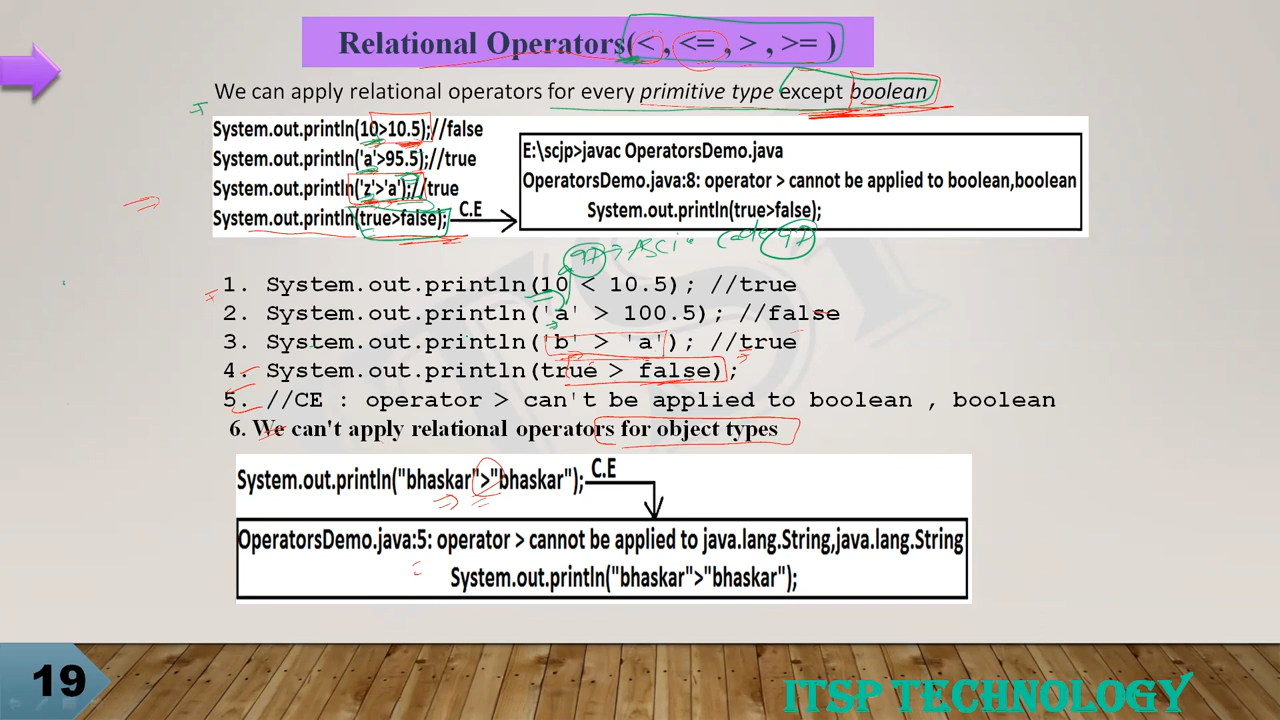 Relational Operators(< , <= , > , >= )
We can apply relational operators for every primitive type except boolean
System.out.println(10>10.5);//false
System.out.println('a'>95.5);//true
System.out.println('z'>'a');//true
System.out.println(true>false);
C.E
E:\scjp>javac OperatorsDemo.java
OperatorsDemo.java:8: operator > cannot be applied to boolean,boolean
System.out.println(true>false);
97 → ASCII code 97
1. System.out.println(10 < 10.5); //true
2. System.out.println('a' > 100.5); //false
3. System.out.println('b' > 'a'); //true
4. System.out.println(true > false);
5. //CE : operator > can't be applied to boolean , boolean
6. We can't apply relational operators for object types
System.out.println("bhaskar">"bhaskar");
C.E
OperatorsDemo.java:5: operator > cannot be applied to java.lang.String,java.lang.String
System.out.println("bhaskar">"bhaskar");
19
ITSP TECHNOLOGY